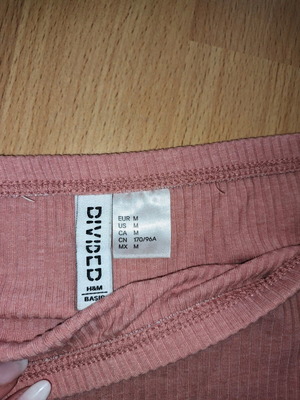 DIVIDED
H&M
BASIC
EUR M
US M
CA M
CN 170/96A
MX M